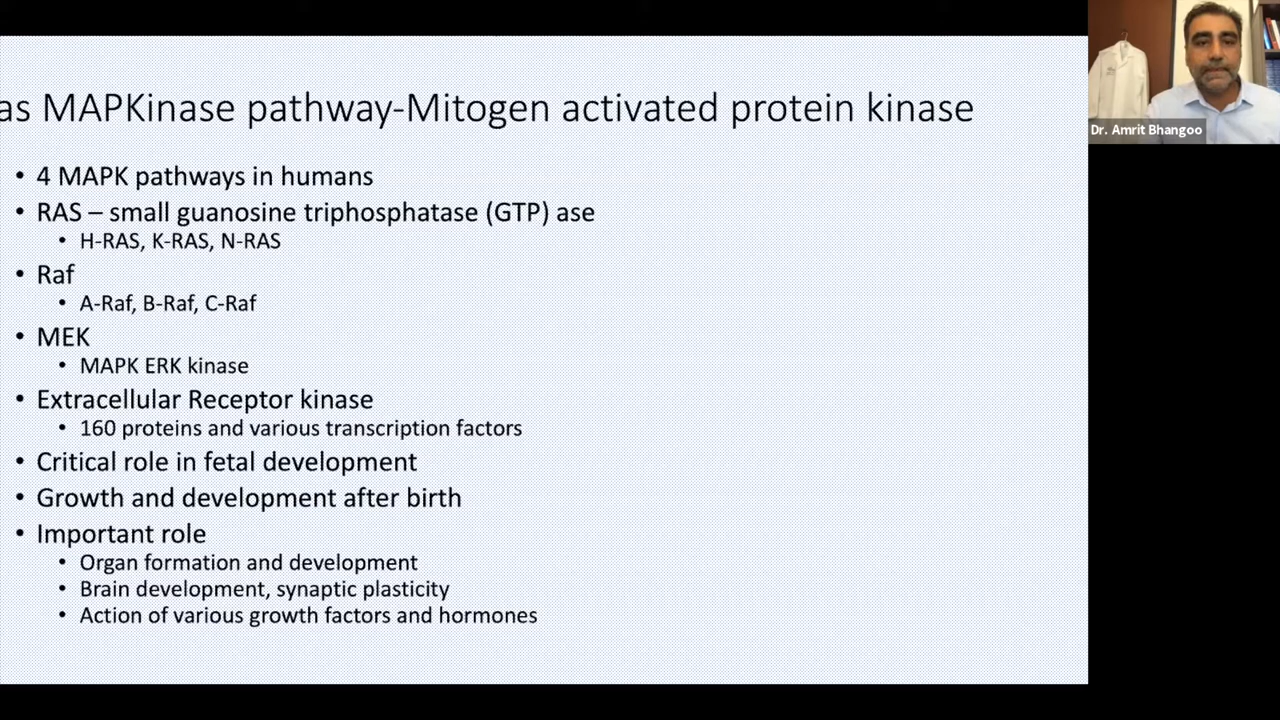 as MAPKinase pathway-Mitogen activated protein kinase
• 4 MAPK pathways in humans
• RAS – small guanosine triphosphatase (GTP) ase
• H-RAS, K-RAS, N-RAS
• Raf
• A-Raf, B-Raf, C-Raf
• MEK
• MAPK ERK kinase
• Extracellular Receptor kinase
• 160 proteins and various transcription factors
• Critical role in fetal development
• Growth and development after birth
• Important role
• Organ formation and development
• Brain development, synaptic plasticity
• Action of various growth factors and hormones
Dr. Amrit Bhangoo